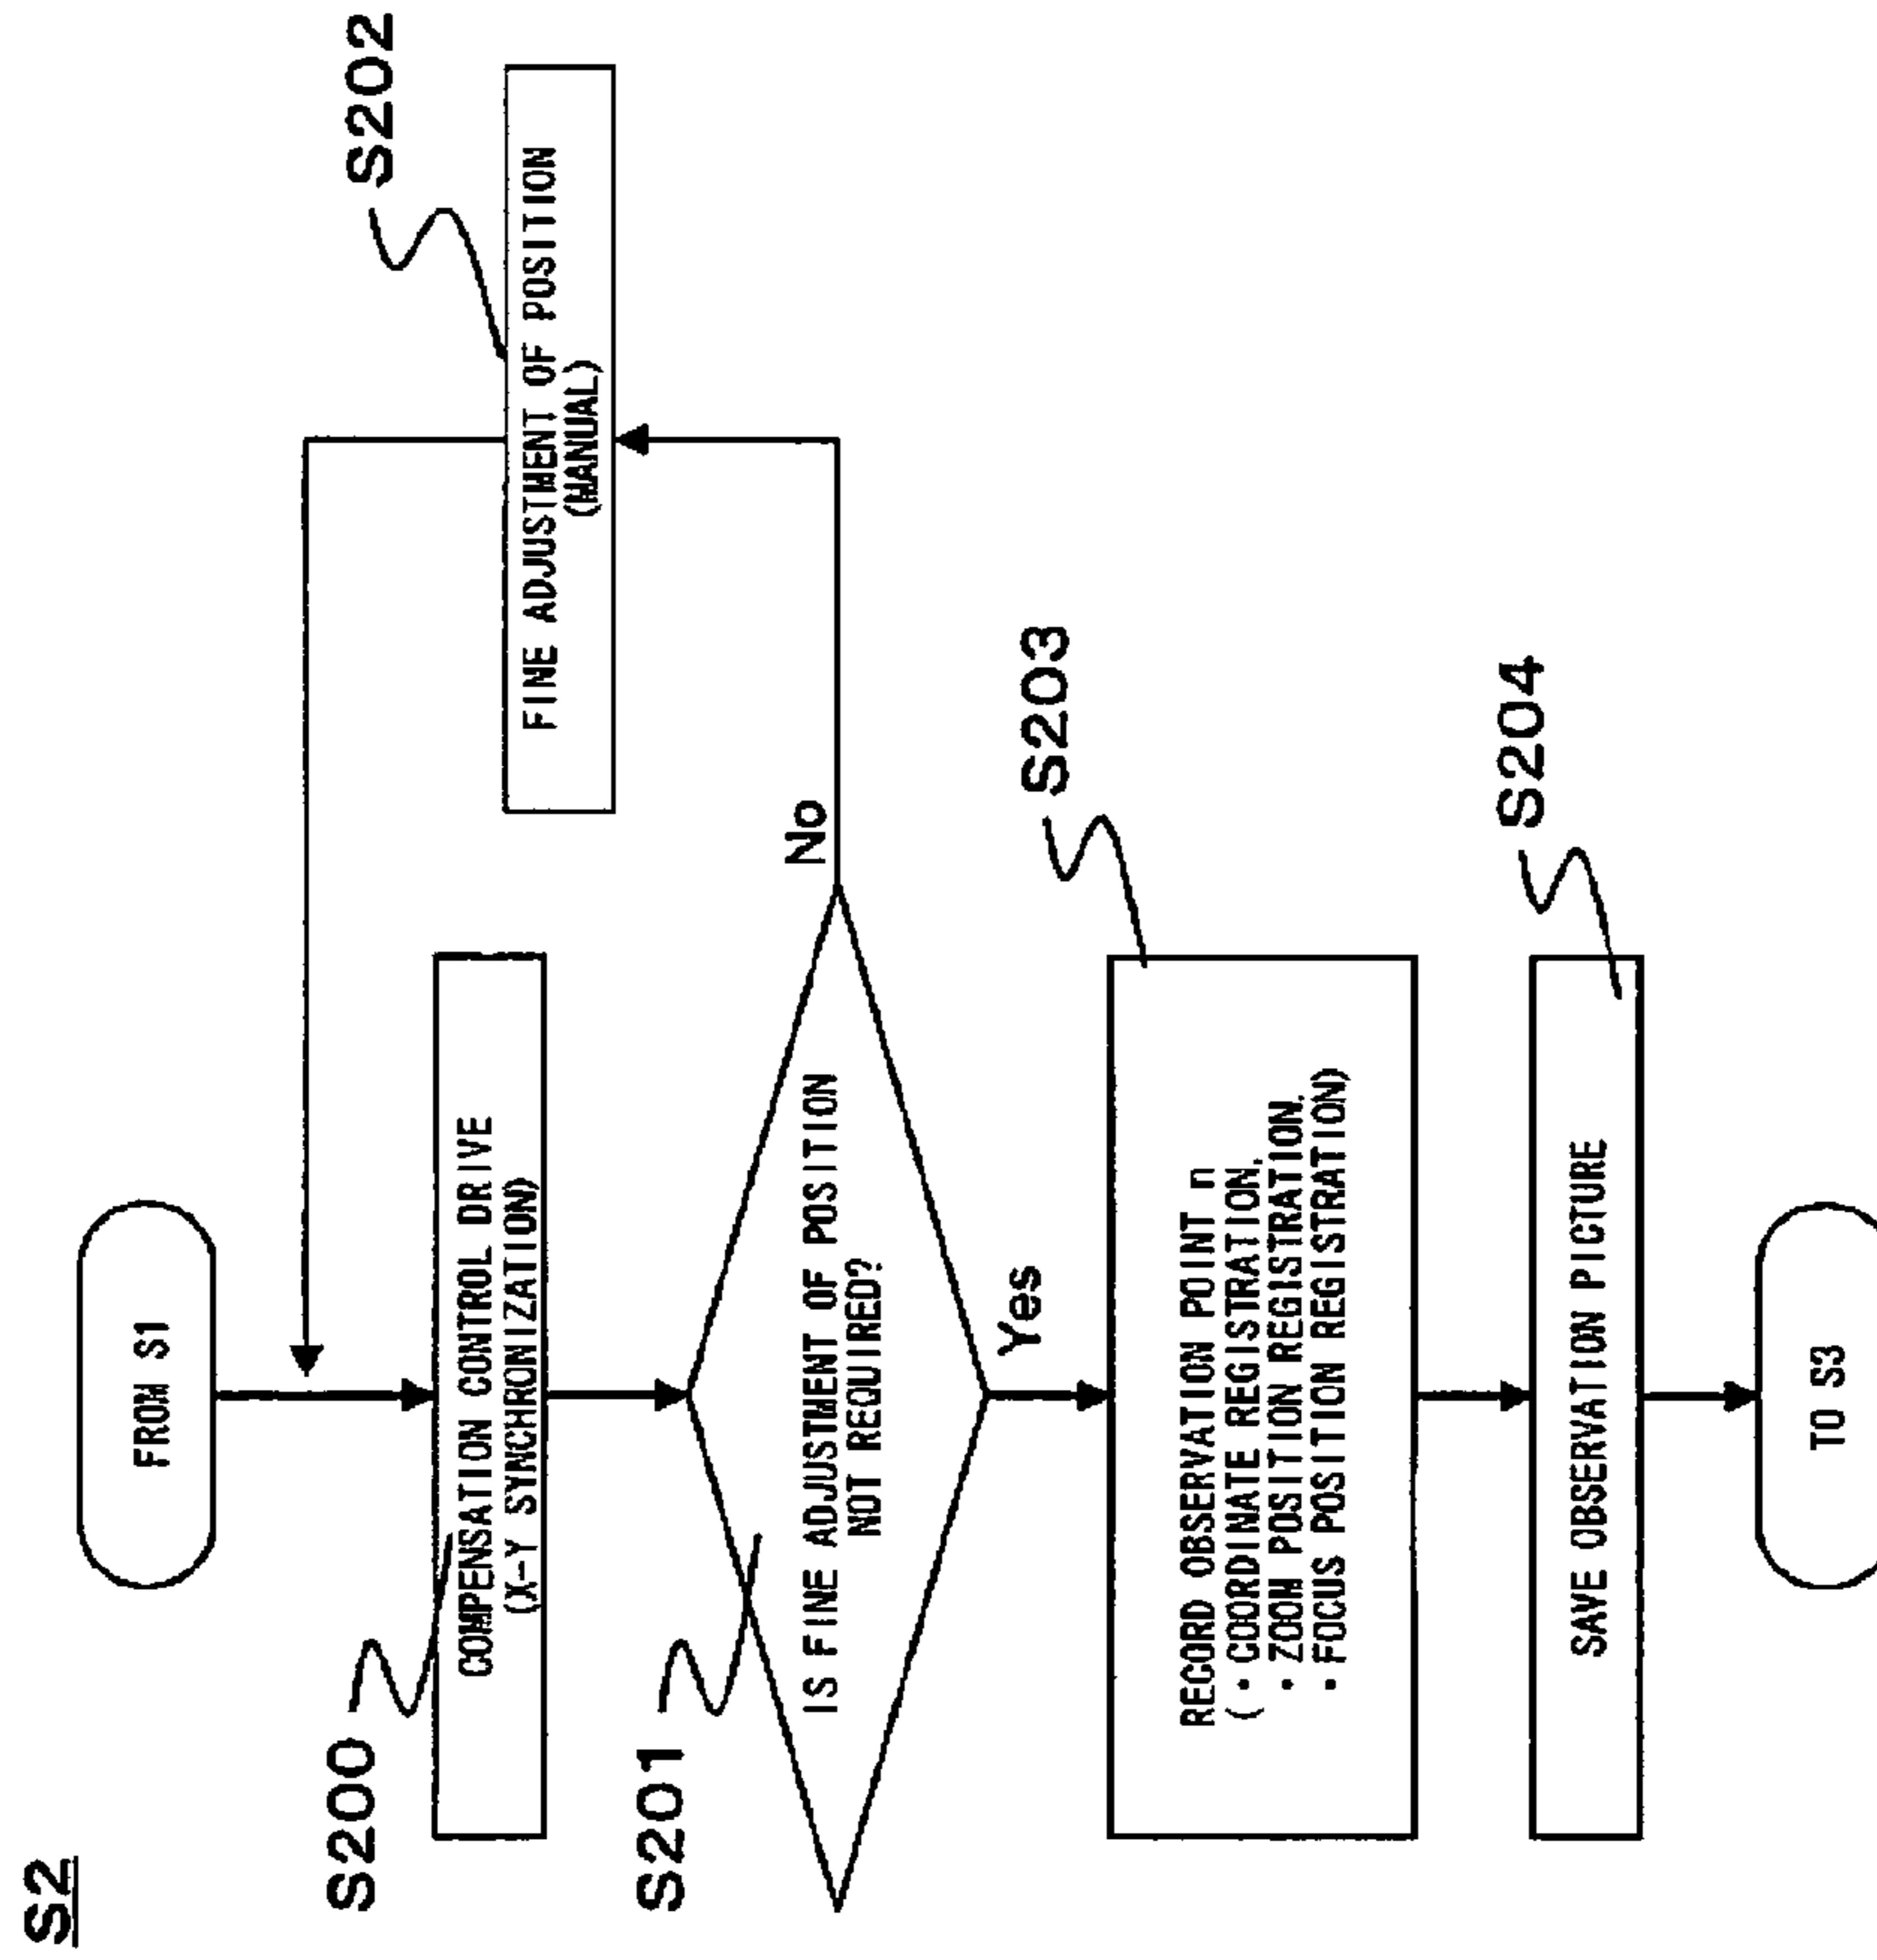 S2
FROM S1
S200
COMPENSATION CONTROL DRIVE
(X-Y SYNCHRONIZATION)
S202
FINE ADJUSTMENT OF POSITION
(MANUAL)
S201
IS FINE ADJUSTMENT OF POSITION
NOT REQUIRED?
No
Yes
S203
RECORD OBSERVATION POINT n
(・COORDINATE REGISTRATION,
・ZOOM POSITION REGISTRATION,
・FOCUS POSITION REGISTRATION)
S204
SAVE OBSERVATION PICTURE
TO S3